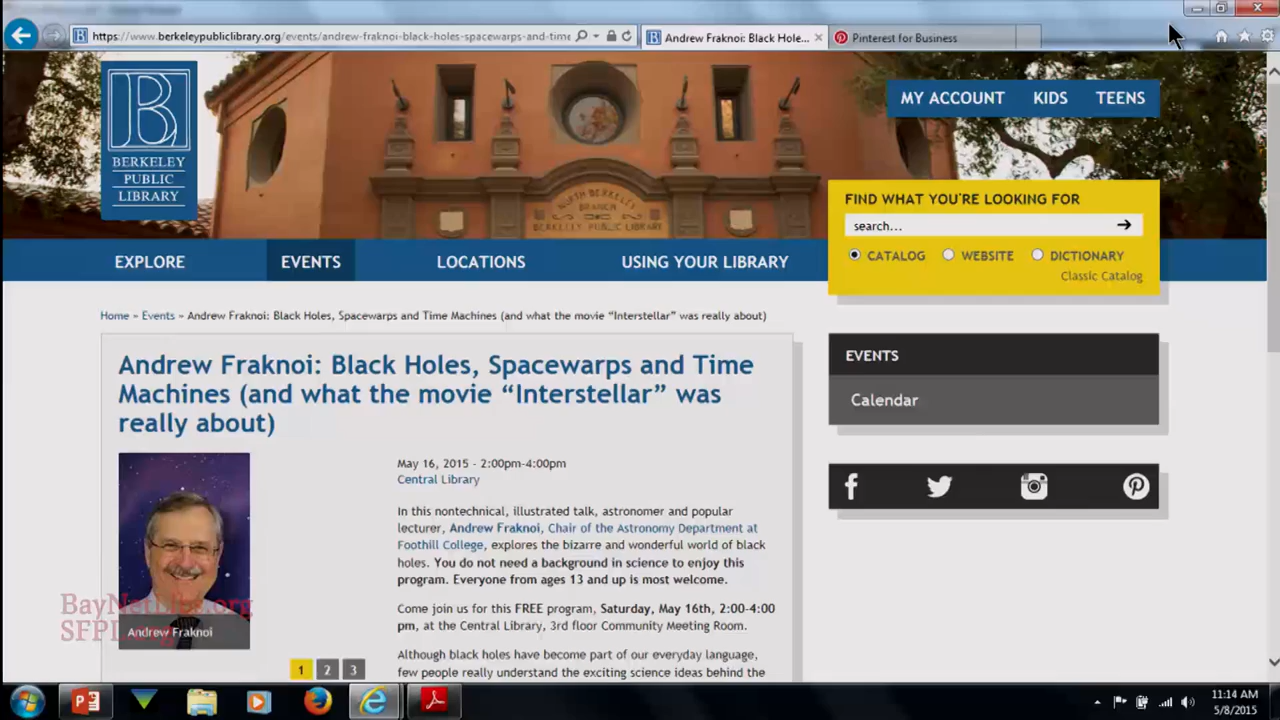 https://www.berkeleypubliclibrary.org/events/andrew-fraknoi-black-holes-spacewarps-and-time
Andrew Fraknoi: Black Hole...
Pinterest for Business
BERKELEY
PUBLIC
LIBRARY
NORTH BERKELEY
BRANCH
BERKELEY PUBLIC LIBRARY
MY ACCOUNT
KIDS
TEENS
FIND WHAT YOU'RE LOOKING FOR
search...
CATALOG
WEBSITE
DICTIONARY
Classic Catalog
EXPLORE
EVENTS
LOCATIONS
USING YOUR LIBRARY
Home » Events » Andrew Fraknoi: Black Holes, Spacewarps and Time Machines (and what the movie “Interstellar” was really about)
Andrew Fraknoi: Black Holes, Spacewarps and Time
Machines (and what the movie “Interstellar” was
really about)
May 16, 2015 - 2:00pm-4:00pm
Central Library
In this nontechnical, illustrated talk, astronomer and popular
lecturer, Andrew Fraknoi, Chair of the Astronomy Department at
Foothill College, explores the bizarre and wonderful world of black
holes. You do not need a background in science to enjoy this
program. Everyone from ages 13 and up is most welcome.
Come join us for this FREE program, Saturday, May 16th, 2:00-4:00
pm, at the Central Library, 3rd floor Community Meeting Room.
Although black holes have become part of our everyday language,
few people really understand the exciting science ideas behind the
Andrew Fraknoi
1 2 3
EVENTS
Calendar
BayNetLibs.org
SFPL.org
11:14 AM
5/8/2015